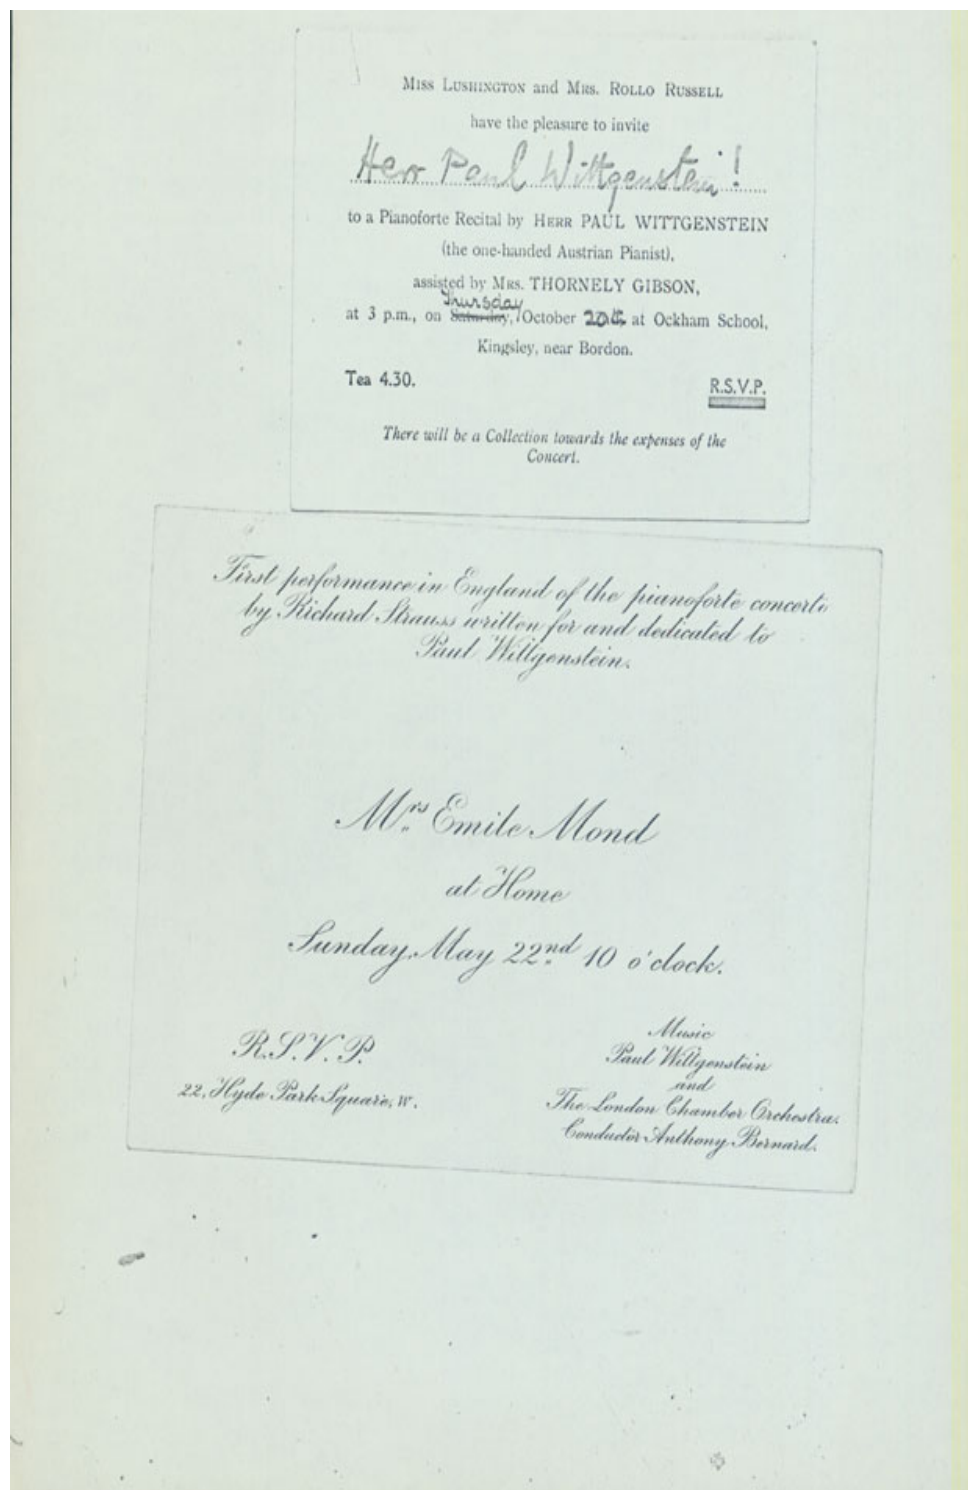 Miss Lushington and Mrs. Rollo Russell
have the pleasure to invite
Herr Paul Wittgenstein!
to a Pianoforte Recital by Herr PAUL WITTGENSTEIN
(the one-handed Austrian Pianist),
assisted by Mrs. THORNELY GIBSON,
Thursday
at 3 p.m., on Saturday, October 20th, at Ockham School,
Kingsley, near Bordon.
Tea 4.30. R.S.V.P.
There will be a Collection towards the expenses of the
Concert.
First performance in England of the pianoforte concerto
by Richard Strauss written for and dedicated to
Paul Wittgenstein.
Mrs. Emile Mond
at Home
Sunday, May 22nd 10 o'clock.
R.S.V.P.
22, Hyde Park Square, W.
Music
Paul Wittgenstein
and
The London Chamber Orchestra.
Conductor Anthony Bernard.